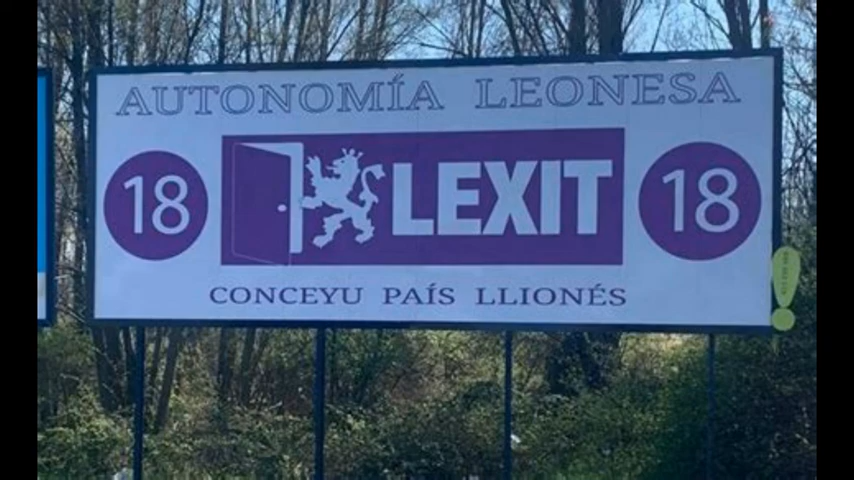 AUTONOMÍA LEONESA
18
LEXIT
18
CONCEYU PAÍS LLIONÉS